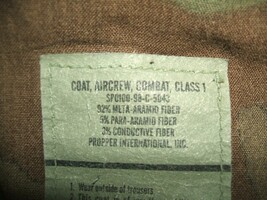 COAT, AIRCREW, COMBAT, CLASS 1
SPO100-99-C-5043
92% META-ARAMID FIBER
5% PARA-ARAMID FIBER
3% CONDUCTIVE FIBER
PROPPER INTERNATIONAL, INC.
1. Wear outside of trousers